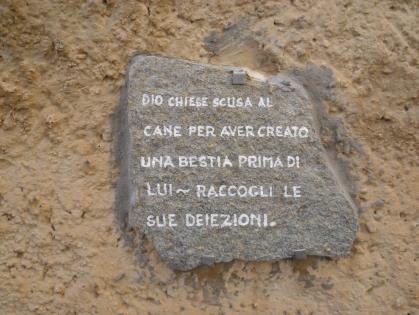 DIO CHIESE SCUSA AL
CANE PER AVER CREATO
UNA BESTIA PRIMA DI
LUI~ RACCOGLI LE
SUE DEIEZIONI.